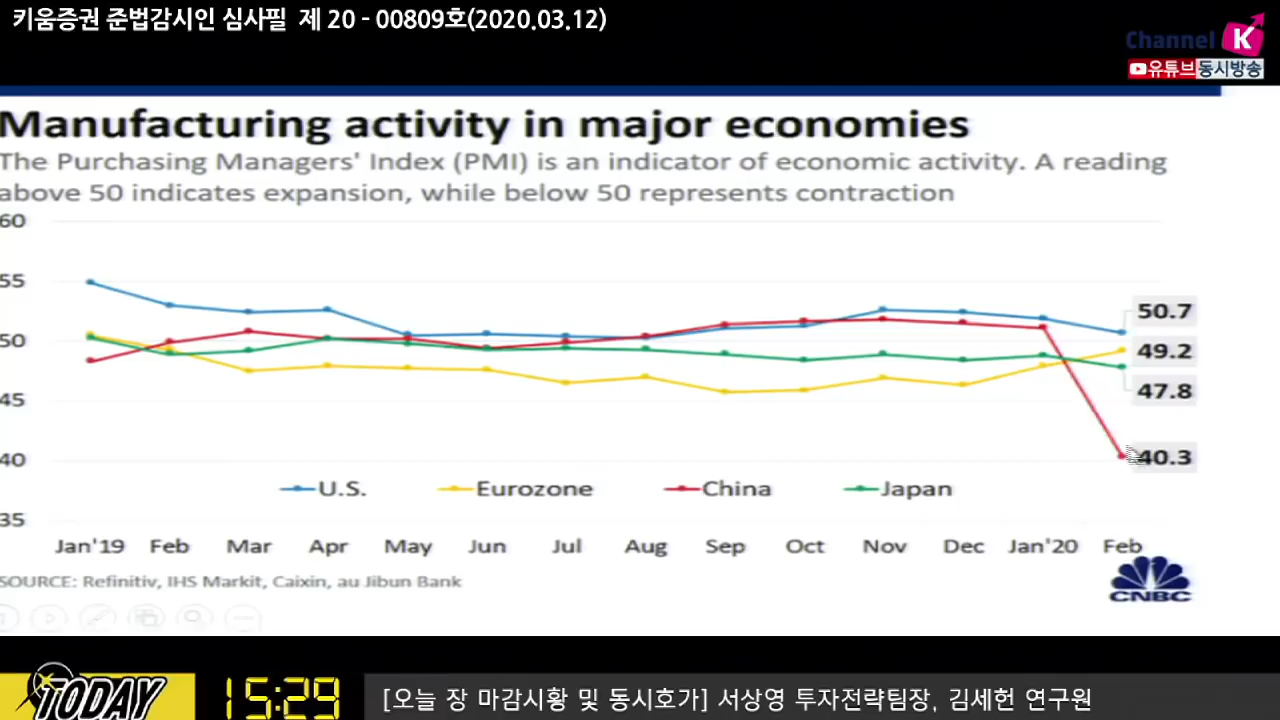 키움증권 준법감시인 심사필 제 20 - 00809호(2020.03.12)
Channel K
유튜브동시방송
Manufacturing activity in major economies
The Purchasing Managers' Index (PMI) is an indicator of economic activity. A reading
above 50 indicates expansion, while below 50 represents contraction
60
55
50
45
40
35
50.7
49.2
47.8
40.3
U.S. Eurozone China Japan
Jan'19 Feb Mar Apr May Jun Jul Aug Sep Oct Nov Dec Jan'20 Feb
SOURCE: Refinitiv, IHS Markit, Caixin, au Jibun Bank
CNBC
TODAY 15:29 [오늘 장 마감시황 및 동시호가] 서상영 투자전략팀장, 김세헌 연구원